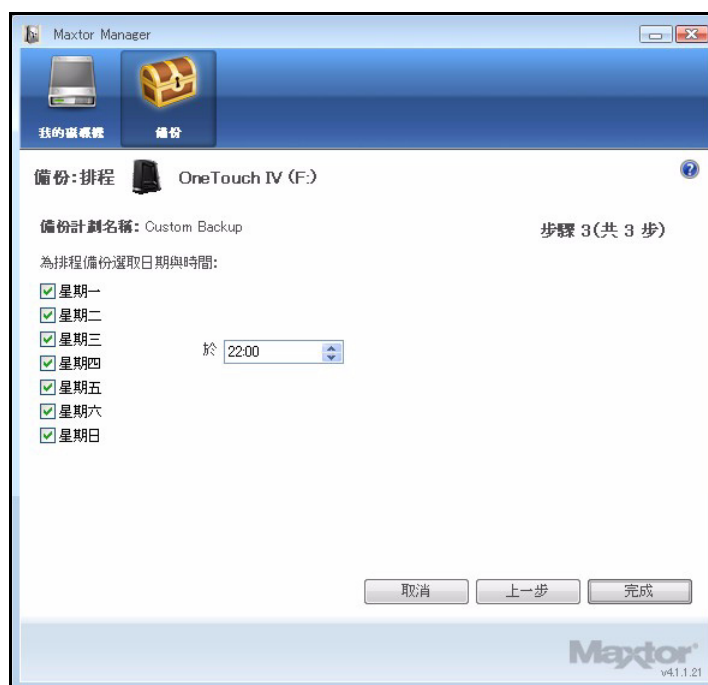 Maxtor Manager
我的磁碟機
備份
備份:排程 OneTouch IV (F:)
備份計劃名稱: Custom Backup
步驟 3(共 3 步)
為排程備份選取日期與時間:
星期一
星期二
星期三
於 22:00
星期四
星期五
星期六
星期日
取消 上一步 完成
Maxtor
v4.1.1.21